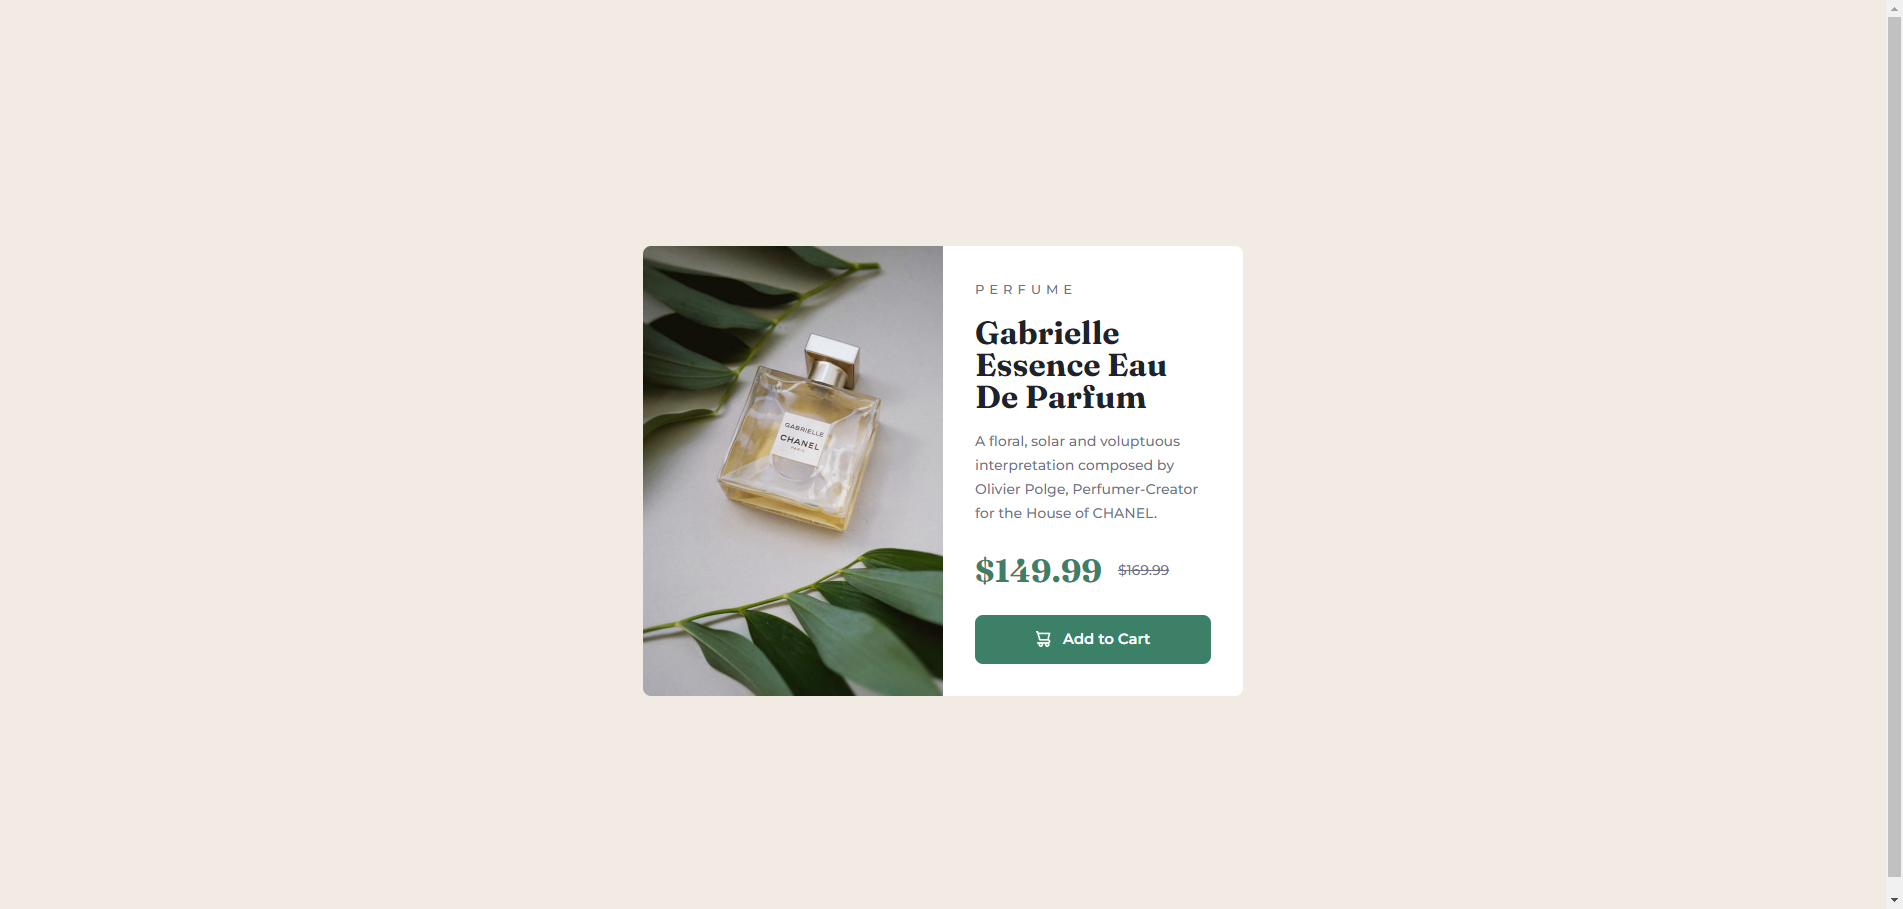 GABRIELLE
CHANEL
PARIS
PERFUME
Gabrielle
Essence Eau
De Parfum
A floral, solar and voluptuous
interpretation composed by
Olivier Polge, Perfumer-Creator
for the House of CHANEL.
$149.99 $169.99
Add to Cart